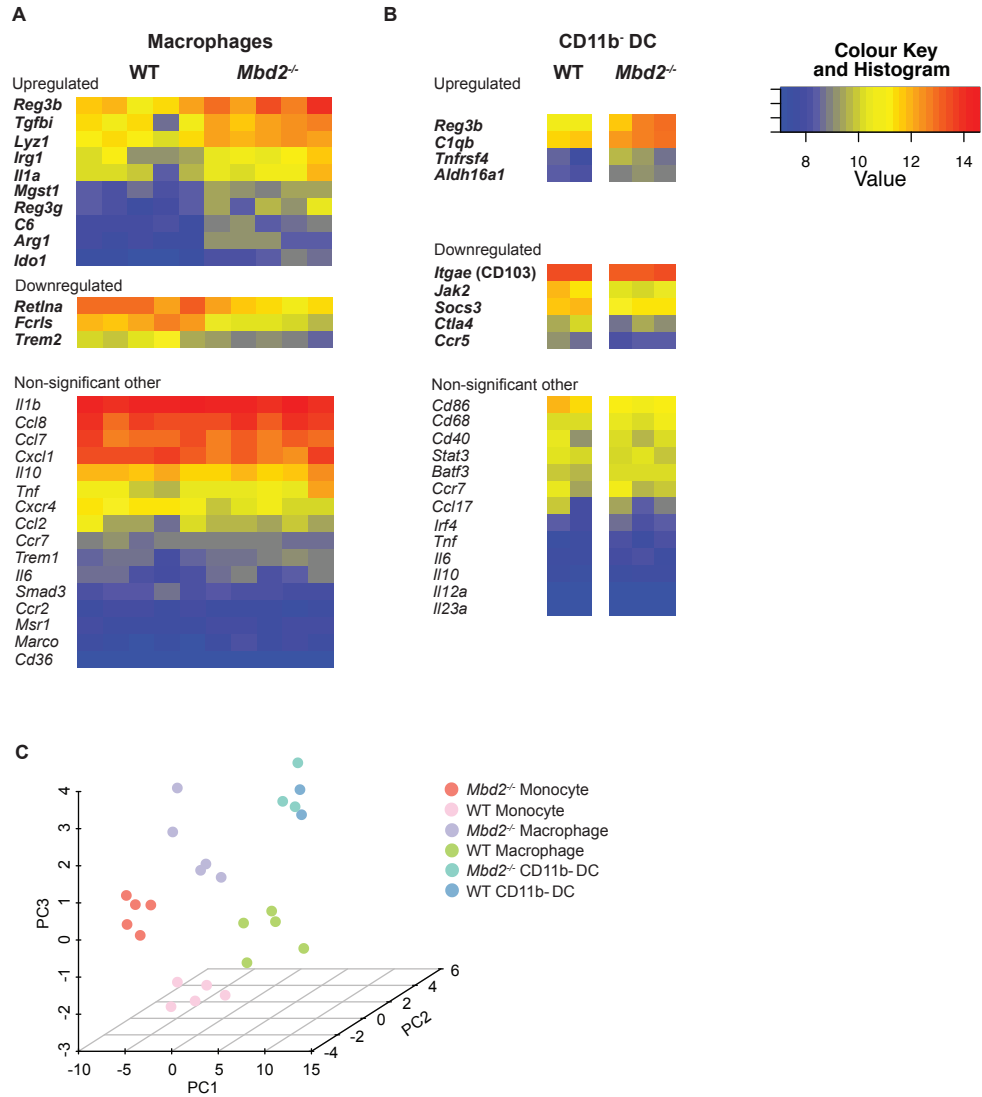 A
Macrophages
WT Mbd2-/-
Upregulated
Reg3b
Tgfbi
Lyz1
Irg1
Il1a
Mgst1
Reg3g
C6
Arg1
Ido1
Downregulated
Retlna
Fcrls
Trem2
Non-significant other
Il1b
Ccl8
Ccl7
Cxcl1
Il10
Tnf
Cxcr4
Ccl2
Ccr7
Trem1
Il6
Smad3
Ccr2
Msr1
Marco
Cd36
B
CD11b- DC
WT Mbd2-/-
Upregulated
Reg3b
C1qb
Tnfrsf4
Aldh16a1
Downregulated
Itgae (CD103)
Jak2
Socs3
Ctla4
Ccr5
Non-significant other
Cd86
Cd68
Cd40
Stat3
Batf3
Ccr7
Ccl17
Irf4
Tnf
Il6
Il10
Il12a
Il23a
Colour Key
and Histogram
8 10 12 14
Value
C
4
3
2
1
0
-1
-2
-3
PC3
-10 -5 0 5 10 15
PC1
-4
-2
0
2
4
6
PC2
Mbd2-/- Monocyte
WT Monocyte
Mbd2-/- Macrophage
WT Macrophage
Mbd2-/- CD11b- DC
WT CD11b- DC